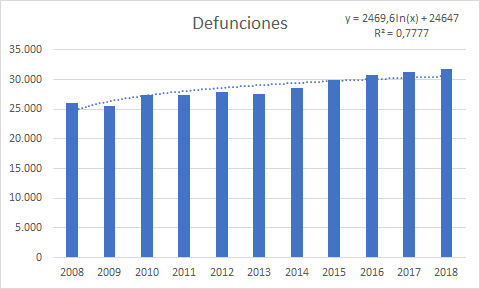 Defunciones
y = 2469,6ln(x) + 24647
R² = 0,7777
35.000
30.000
25.000
20.000
15.000
10.000
5.000
0
2008 2009 2010 2011 2012 2013 2014 2015 2016 2017 2018